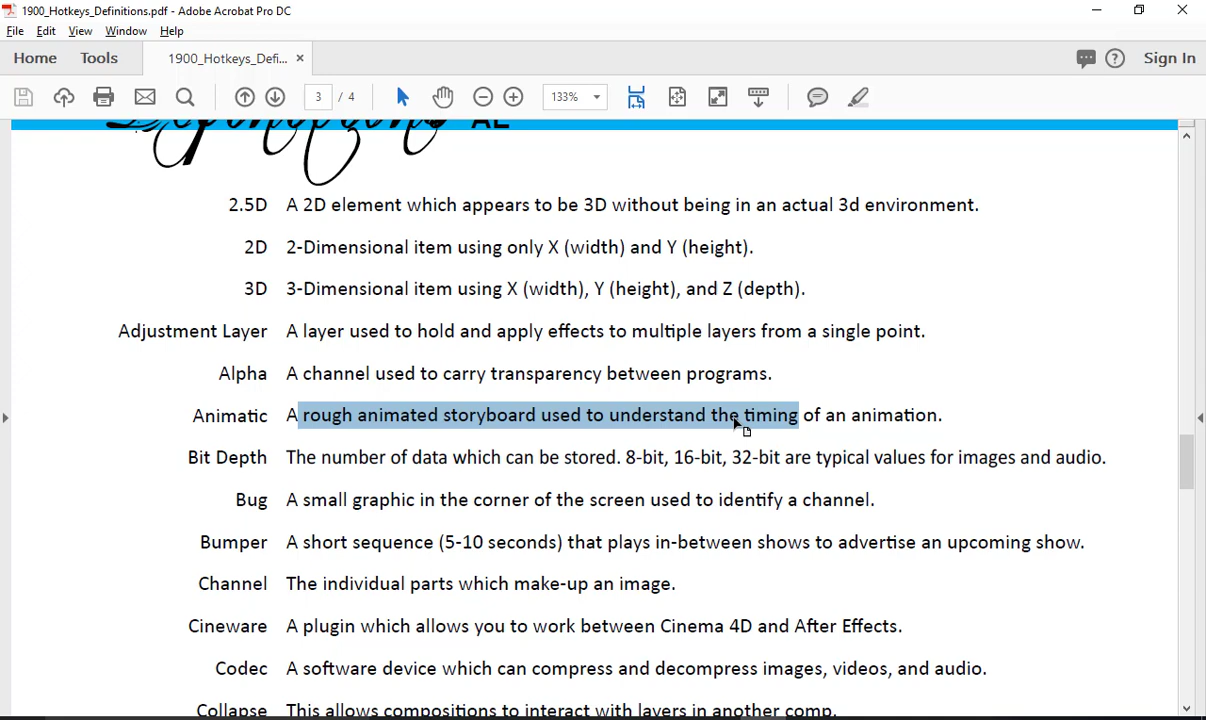 1900_Hotkeys_Definitions.pdf - Adobe Acrobat Pro DC
File Edit View Window Help
Home Tools 1900_Hotkeys_Defi... × Sign In
3 / 4 133%
Definitions AE
2.5D A 2D element which appears to be 3D without being in an actual 3d environment.
2D 2-Dimensional item using only X (width) and Y (height).
3D 3-Dimensional item using X (width), Y (height), and Z (depth).
Adjustment Layer A layer used to hold and apply effects to multiple layers from a single point.
Alpha A channel used to carry transparency between programs.
Animatic A rough animated storyboard used to understand the timing of an animation.
Bit Depth The number of data which can be stored. 8-bit, 16-bit, 32-bit are typical values for images and audio.
Bug A small graphic in the corner of the screen used to identify a channel.
Bumper A short sequence (5-10 seconds) that plays in-between shows to advertise an upcoming show.
Channel The individual parts which make-up an image.
Cineware A plugin which allows you to work between Cinema 4D and After Effects.
Codec A software device which can compress and decompress images, videos, and audio.
Collapse This allows compositions to interact with layers in another comp.